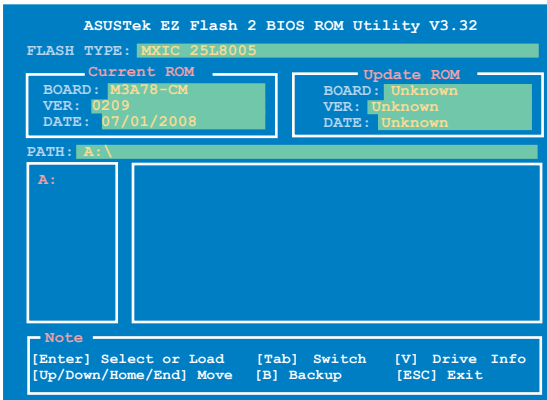 ASUSTek EZ Flash 2 BIOS ROM Utility V3.32
FLASH TYPE: MXIC 25L8005
Current ROM
BOARD: M3A78-CM
VER: 0209
DATE: 07/01/2008
Update ROM
BOARD: Unknown
VER: Unknown
DATE: Unknown
PATH: A:\
A:
Note
[Enter] Select or Load [Tab] Switch [V] Drive Info
[Up/Down/Home/End] Move [B] Backup [ESC] Exit